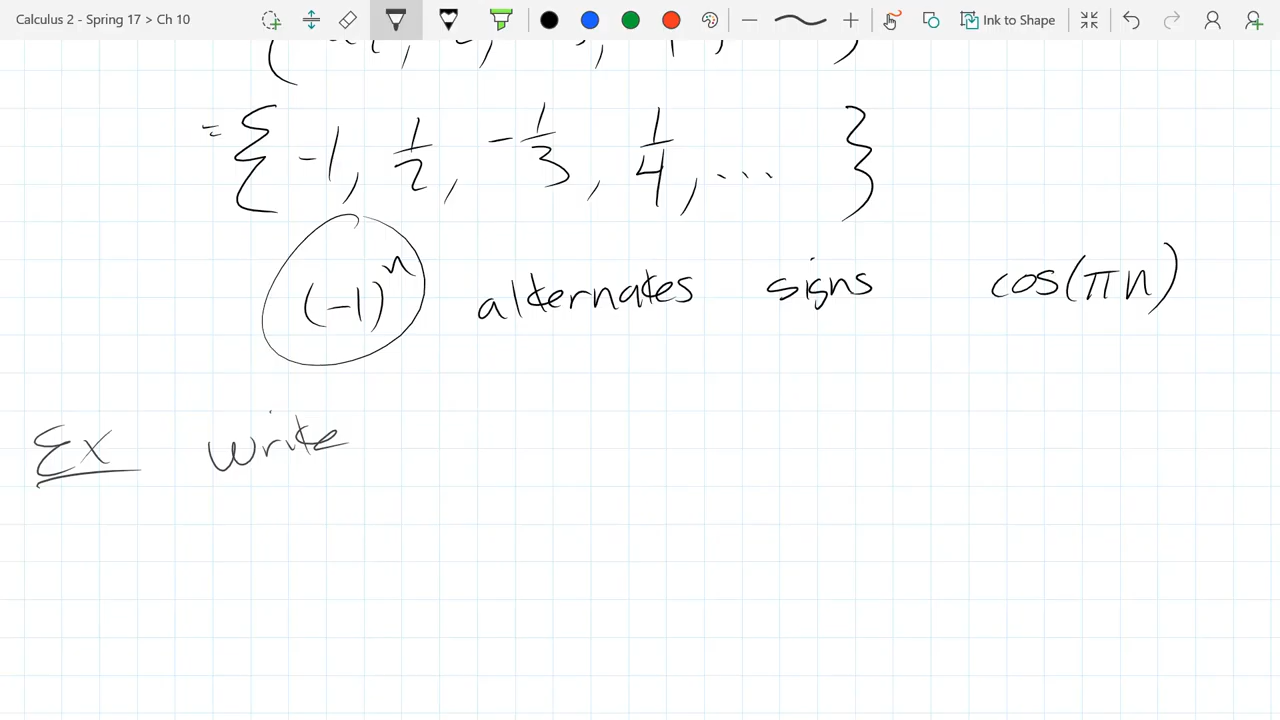 Calculus 2 - Spring 17 > Ch 10
Ink to Shape
= { -1, 1/2, -1/3, 1/4, ... }
(-1)^n alternates signs cos(πn)
Ex write